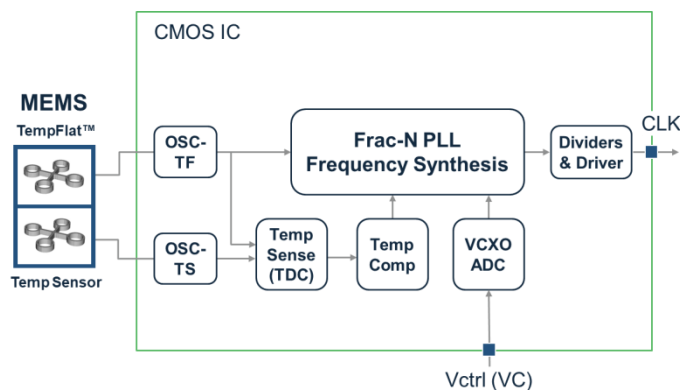 CMOS IC
MEMS
TempFlat™
Temp Sensor
OSC-
TF
OSC-
TS
Temp
Sense
(TDC)
Temp
Comp
VCXO
ADC
Frac-N PLL
Frequency Synthesis
Dividers
& Driver
CLK
Vctrl (VC)